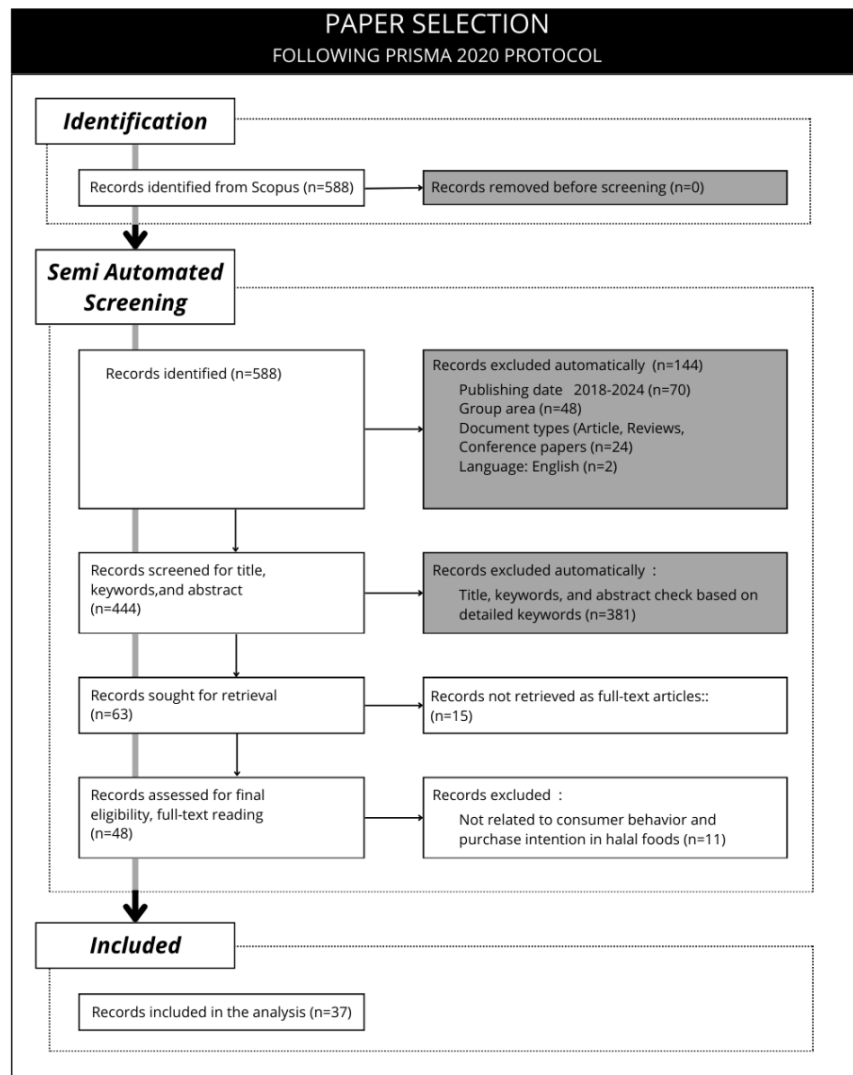 PAPER SELECTION
FOLLOWING PRISMA 2020 PROTOCOL
Identification
Records identified from Scopus (n=588)
Records removed before screening (n=0)
Semi Automated
Screening
Records identified (n=588)
Records excluded automatically (n=144)
Publishing date 2018-2024 (n=70)
Group area (n=48)
Document types (Article, Reviews,
Conference papers (n=24)
Language: English (n=2)
Records screened for title,
keywords,and abstract
(n=444)
Records excluded automatically :
Title, keywords, and abstract check based on
detailed keywords (n=381)
Records sought for retrieval
(n=63)
Records not retrieved as full-text articles::
(n=15)
Records assessed for final
eligibility, full-text reading
(n=48)
Records excluded :
Not related to consumer behavior and
purchase intention in halal foods (n=11)
Included
Records included in the analysis (n=37)